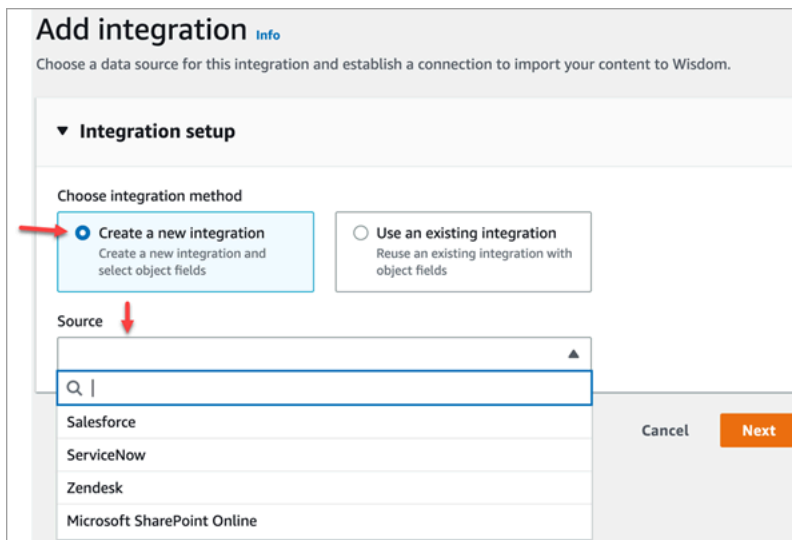 Add integration Info
Choose a data source for this integration and establish a connection to import your content to Wisdom.
Integration setup
Choose integration method
Create a new integration
Create a new integration and
select object fields
Use an existing integration
Reuse an existing integration with
object fields
Source
Salesforce
ServiceNow
Zendesk
Microsoft SharePoint Online
Cancel
Next